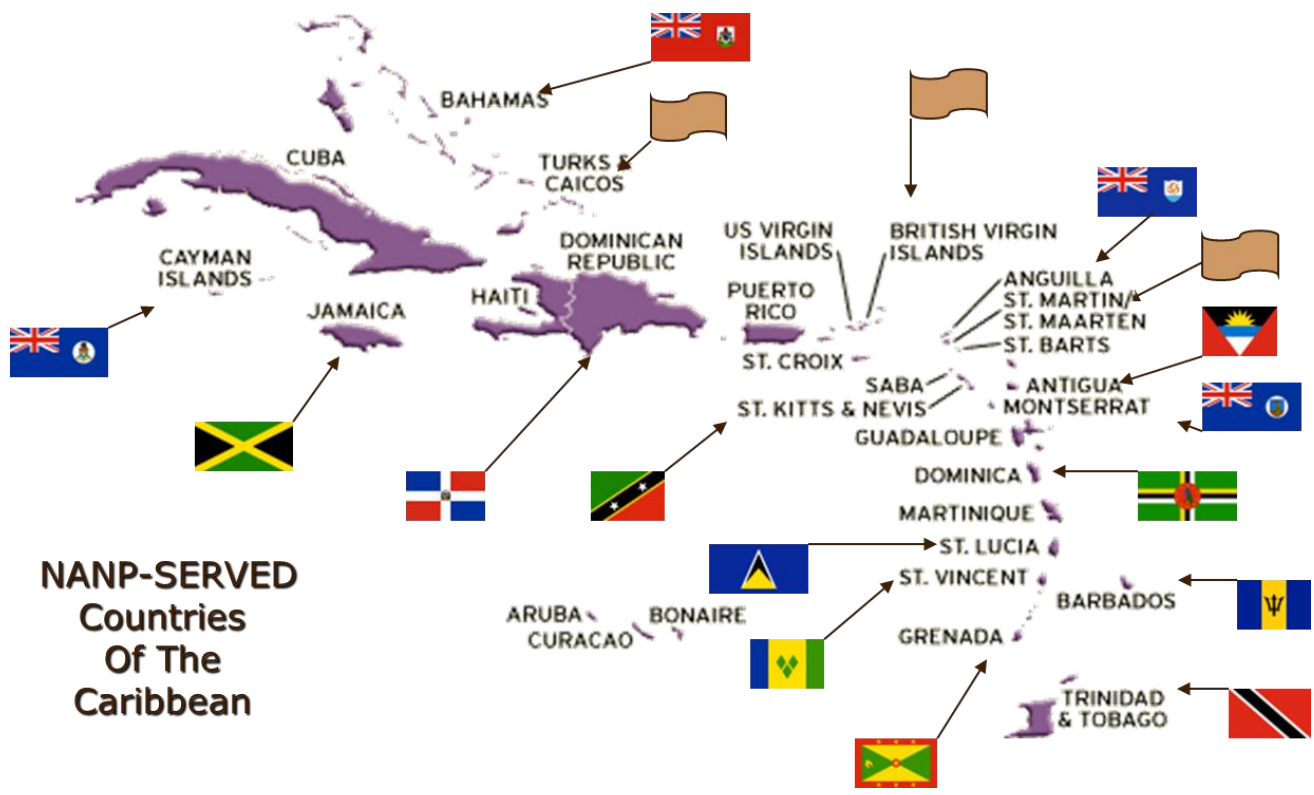 BAHAMAS
CUBA
TURKS &
CAICOS
US VIRGIN
ISLANDS
BRITISH VIRGIN
ISLANDS
CAYMAN
ISLANDS
DOMINICAN
REPUBLIC
HAITI
JAMAICA
PUERTO
RICO
ANGUILLA
ST. MARTIN/
ST. MAARTEN
ST. BARTS
ST. CROIX
SABA
ANTIGUA
ST. KITTS & NEVIS
MONTSERRAT
GUADALOUPE
DOMINICA
MARTINIQUE
ST. LUCIA
ST. VINCENT
BARBADOS
ARUBA
BONAIRE
CURACAO
GRENADA
TRINIDAD
& TOBAGO
NANP-SERVED
Countries
Of The
Caribbean